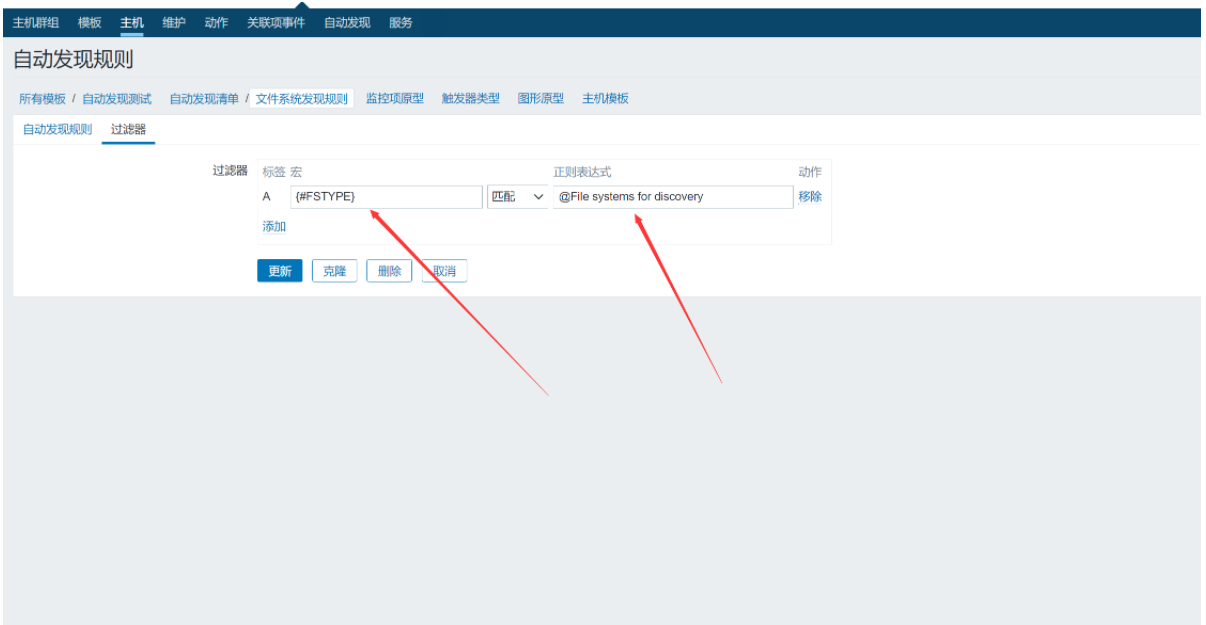 主机群组 模板 主机 维护 动作 关联项事件 自动发现 服务
自动发现规则
所有模板 / 自动发现测试 自动发现清单 / 文件系统发现规则 监控项原型 触发器类型 图形原型 主机模板
自动发现规则 过滤器
过滤器 标签 宏 正则表达式 动作
A {#FSTYPE} 匹配 @File systems for discovery 移除
添加
更新 克隆 删除 取消